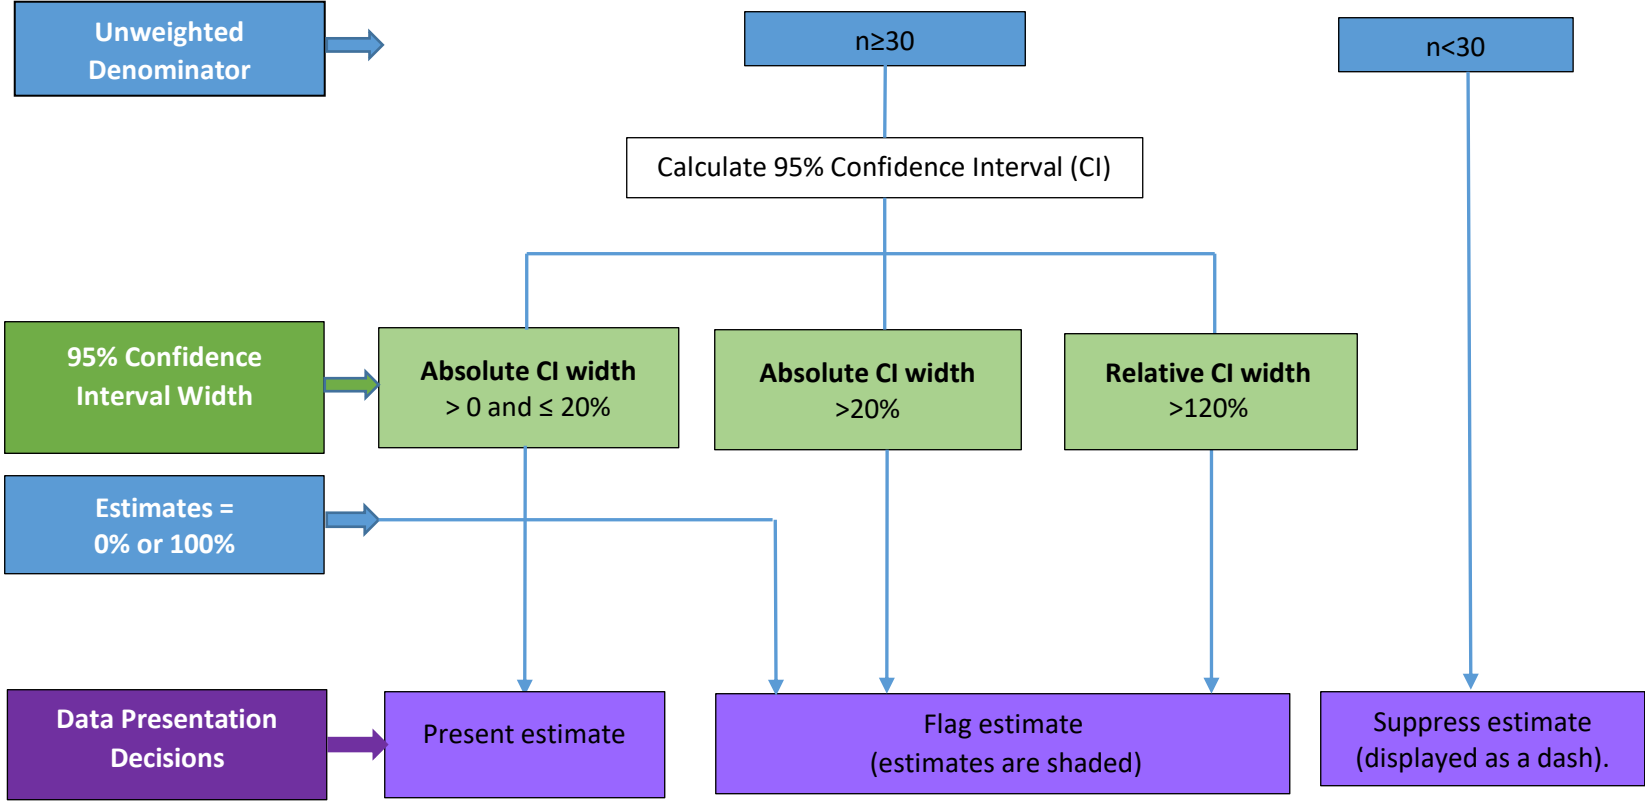 Unweighted
Denominator
n≥30
n<30
Calculate 95% Confidence Interval (CI)
95% Confidence
Interval Width
Absolute CI width
> 0 and ≤ 20%
Absolute CI width
>20%
Relative CI width
>120%
Estimates =
0% or 100%
Data Presentation
Decisions
Present estimate
Flag estimate
(estimates are shaded)
Suppress estimate
(displayed as a dash).